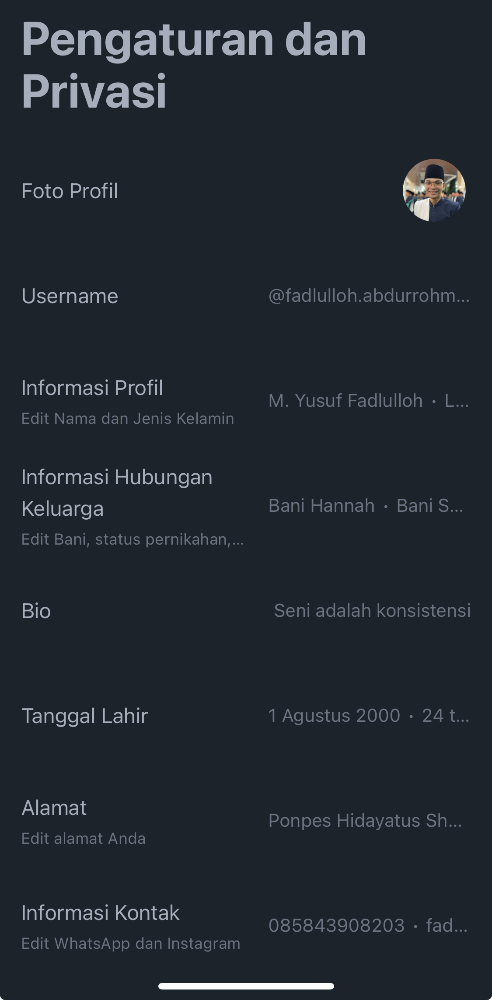 Pengaturan dan
Privasi
Foto Profil
Username
@fadlulloh.abdurrohm...
Informasi Profil
Edit Nama dan Jenis Kelamin
M. Yusuf Fadlulloh • L...
Informasi Hubungan
Keluarga
Edit Bani, status pernikahan,...
Bani Hannah • Bani S...
Bio
Seni adalah konsistensi
Tanggal Lahir
1 Agustus 2000 • 24 t...
Alamat
Edit alamat Anda
Ponpes Hidayatus Sh...
Informasi Kontak
Edit WhatsApp dan Instagram
085843908203 • fad...